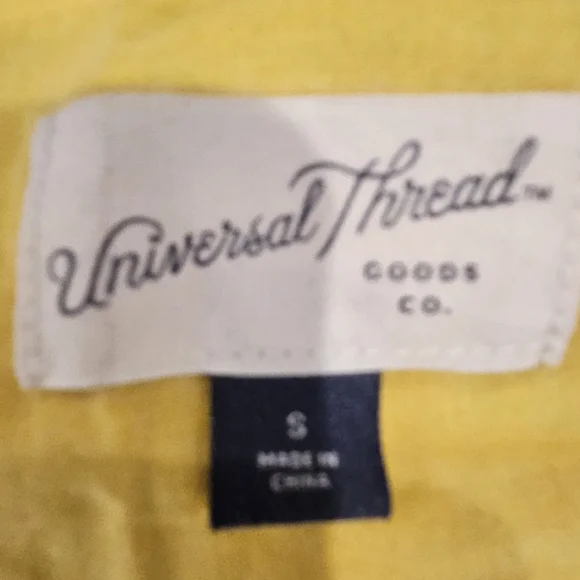 Universal Thread™
GOODS
CO.
S
MADE IN
CHINA